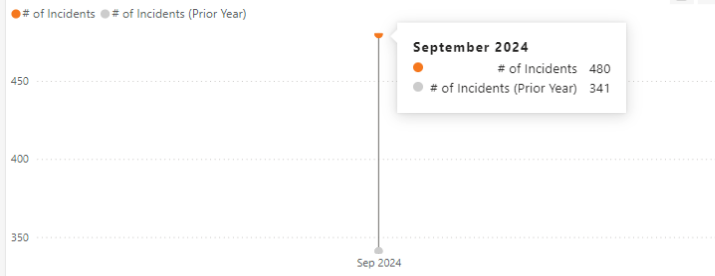 # of Incidents # of Incidents (Prior Year)
September 2024
# of Incidents 480
# of Incidents (Prior Year) 341
450
400
350
Sep 2024